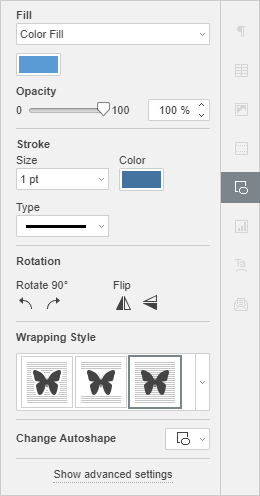 Fill
Color Fill
Opacity
0 100 100 %
Stroke
Size Color
1 pt
Type
Rotation
Rotate 90° Flip
Wrapping Style
Change Autoshape
Show advanced settings